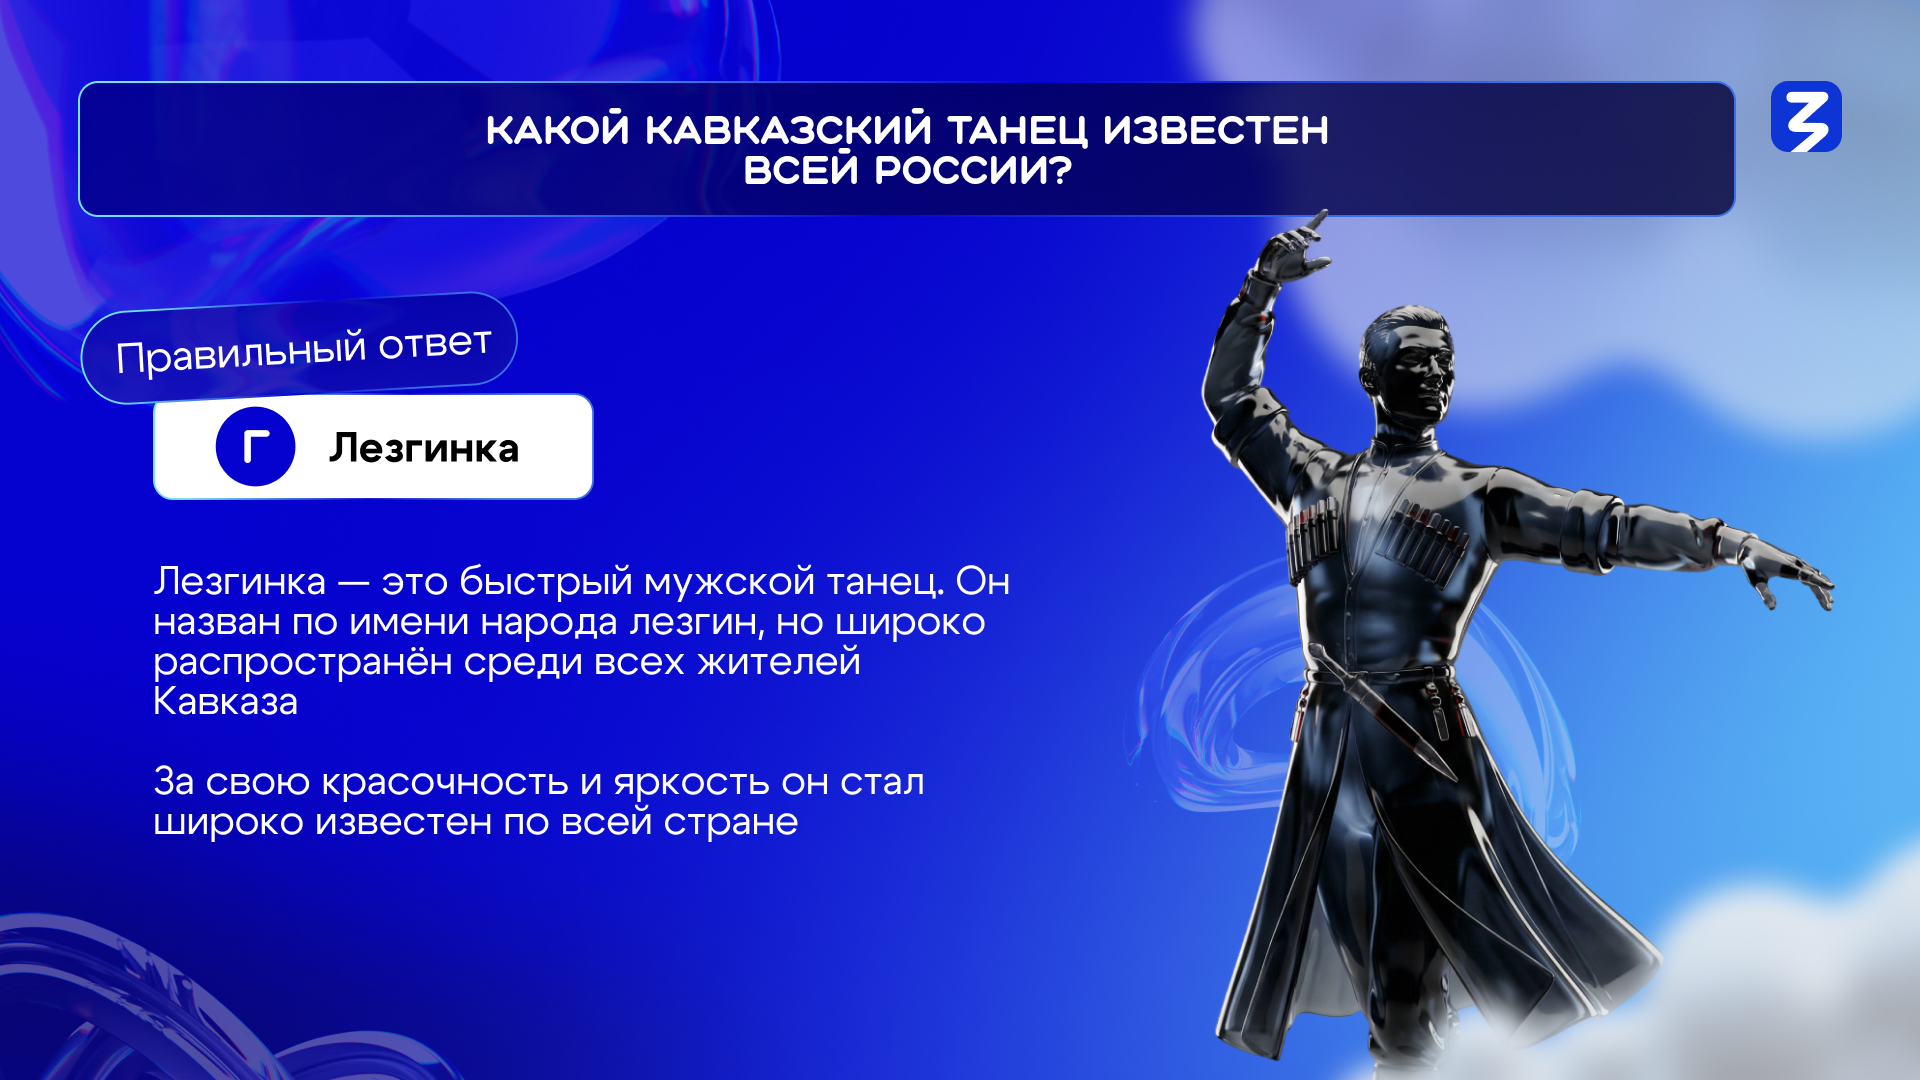 КАКОЙ КАВКАЗСКИЙ ТАНЕЦ ИЗВЕСТЕН
ВСЕЙ РОССИИ?
Правильный ответ
Г Лезгинка
Лезгинка — это быстрый мужской танец. Он
назван по имени народа лезгин, но широко
распространён среди всех жителей
Кавказа
За свою красочность и яркость он стал
широко известен по всей стране